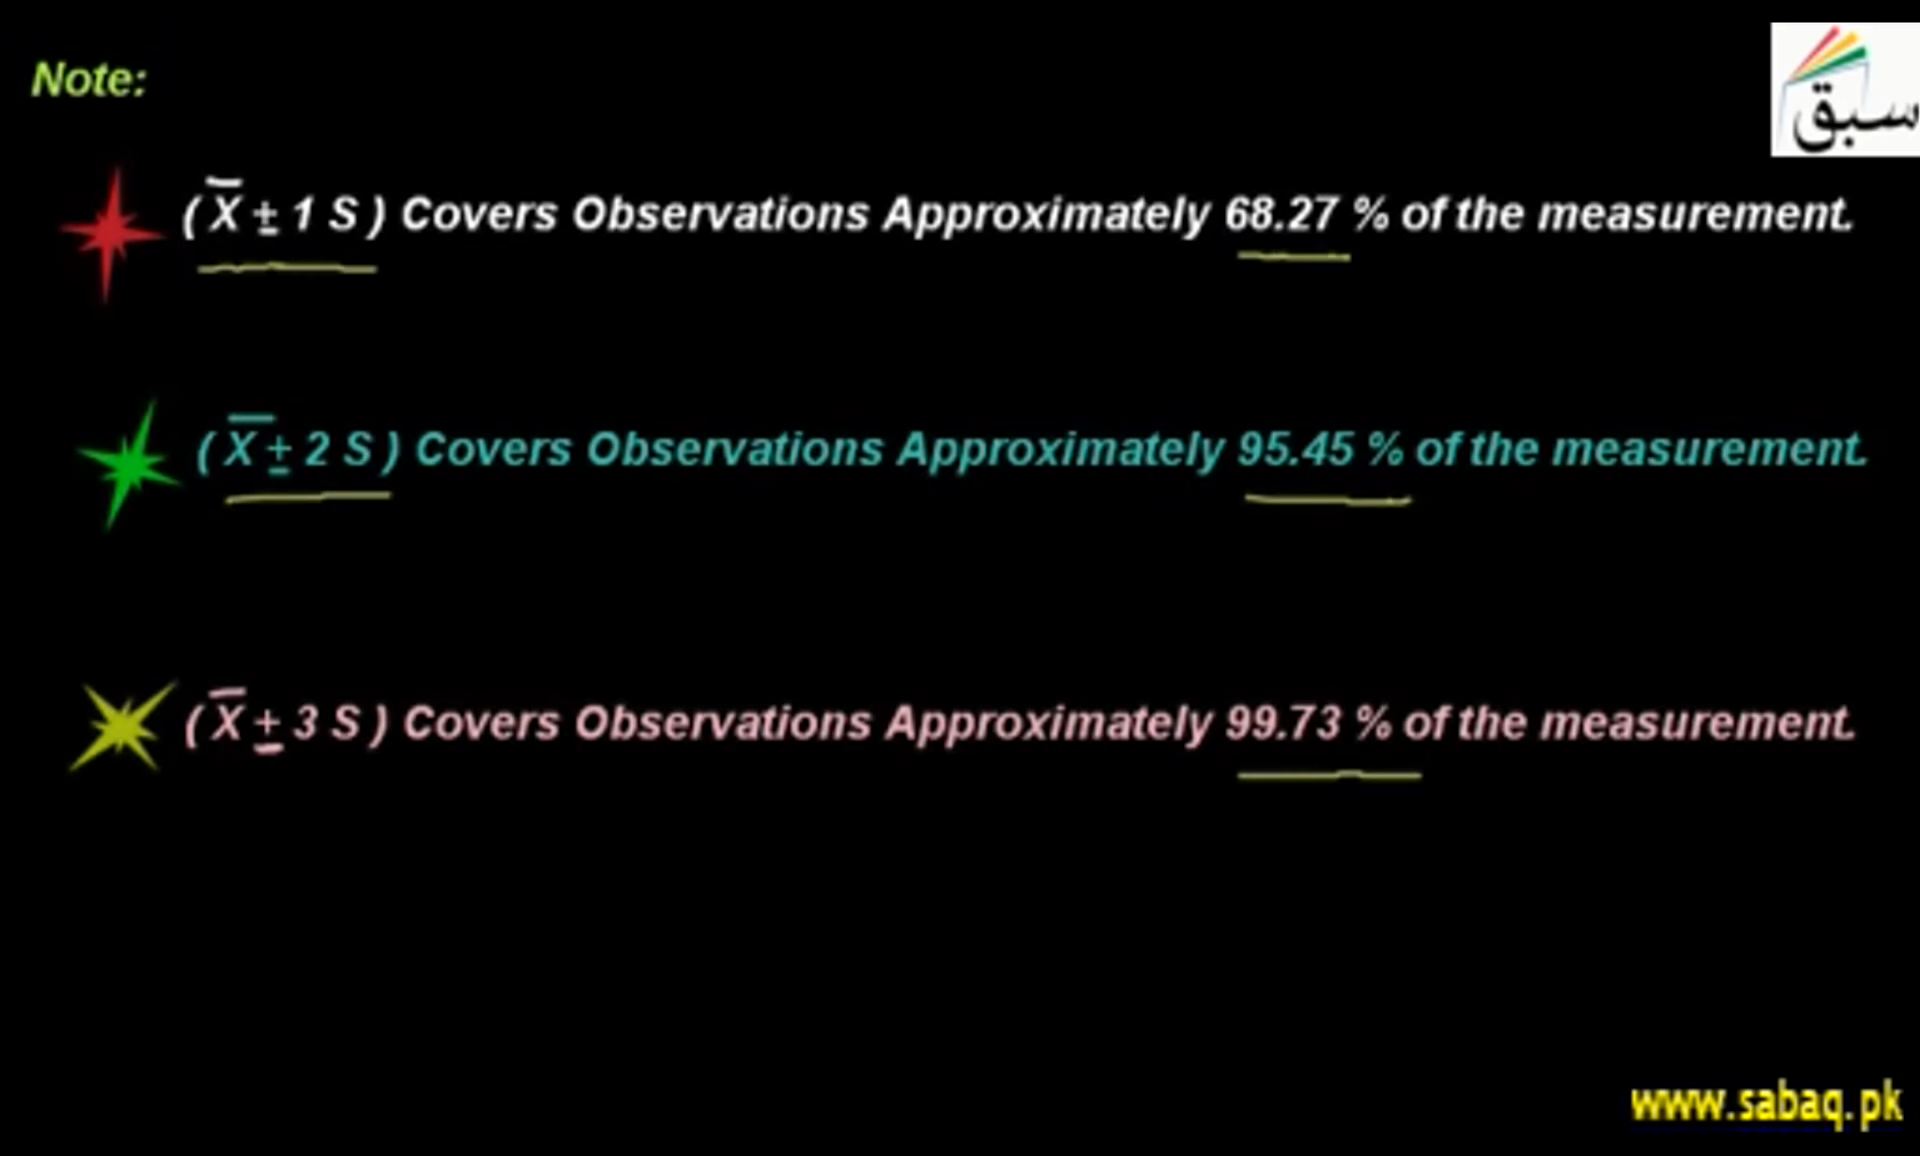 Note:
سبق
( X̅ ± 1 S ) Covers Observations Approximately 68.27 % of the measurement.
( X̅ ± 2 S ) Covers Observations Approximately 95.45 % of the measurement.
( X̅ ± 3 S ) Covers Observations Approximately 99.73 % of the measurement.
www.sabaq.pk